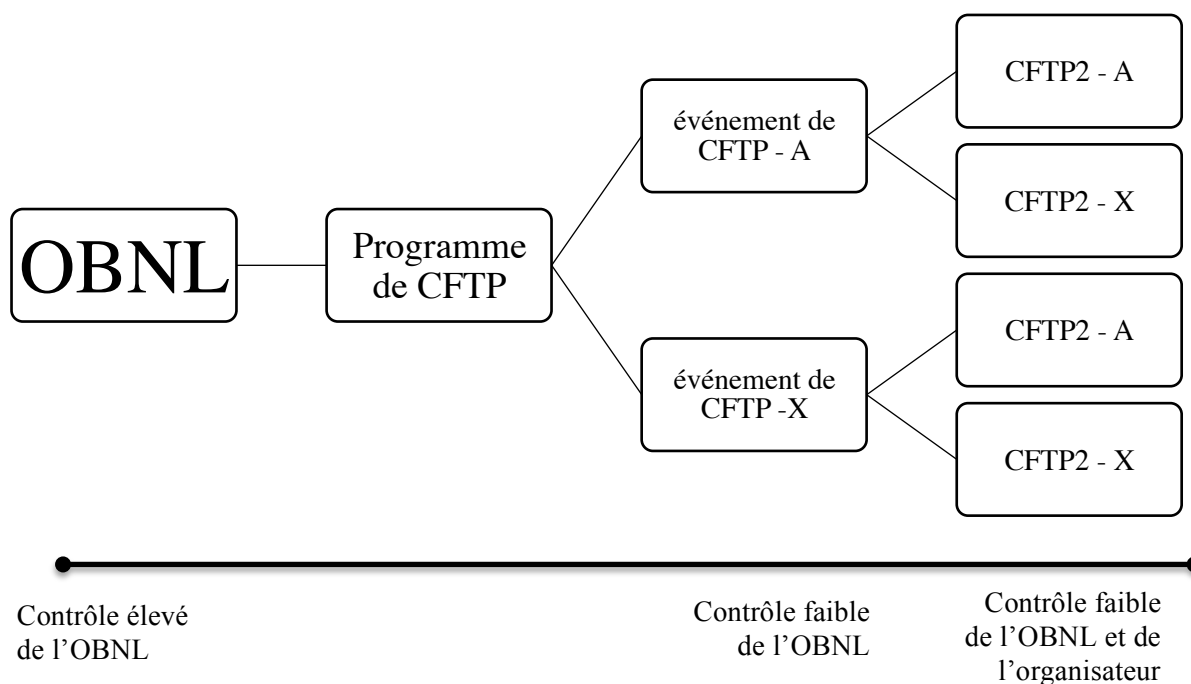 OBNL
Programme
de CFTP
événement de
CFTP - A
événement de
CFTP -X
CFTP2 - A
CFTP2 - X
CFTP2 - A
CFTP2 - X
Contrôle élevé
de l’OBNL
Contrôle faible
de l’OBNL
Contrôle faible
de l’OBNL et de
l’organisateur